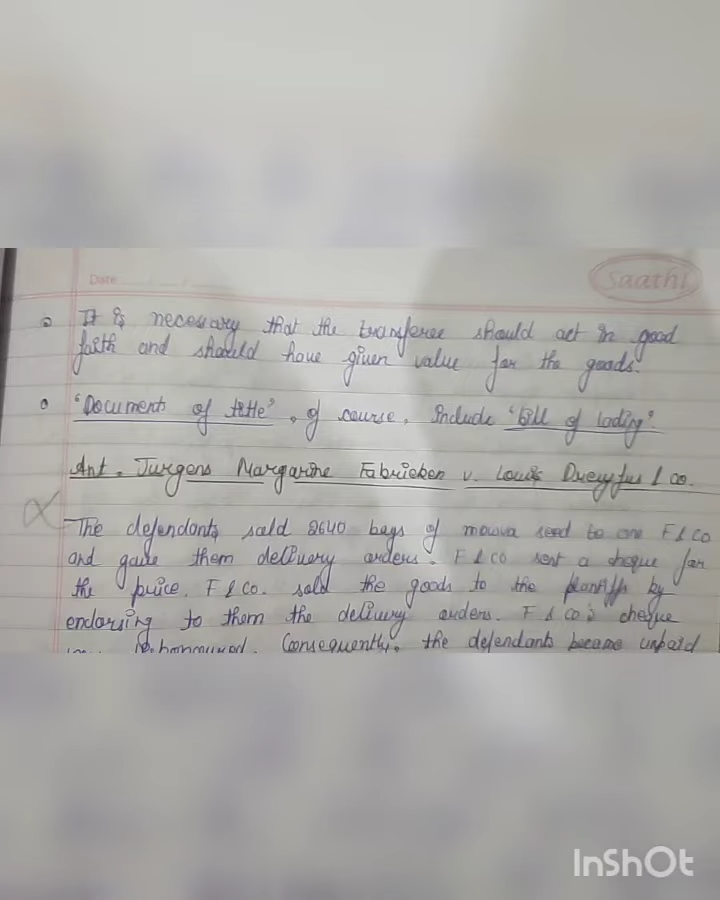 Date
Saathi
It is necessary that the transferee should act in good
faith and should have given value for the goods.
'Documents of title', of course, include 'bill of lading'.
Ant. Jurgens Margarine Fabricken v. Louis Dreyfus & co.
The defendants sold 2640 bags of mowva seed to one F & Co
and gave them delivery orders. F & Co sent a cheque for
the price. F & Co. sold the goods to the plantiffs by
endorsing to them the delivery orders. F & Co's cheque
Consequently, the defendants became unpaid
InShOt